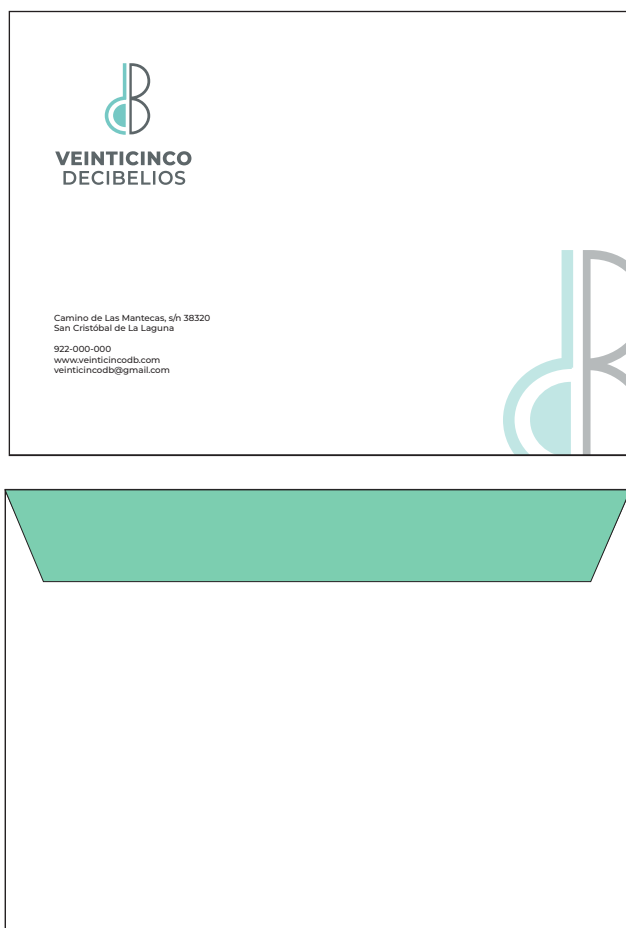 VEINTICINCO
DECIBELIOS
Camino de Las Mantecas, s/n 38320
San Cristóbal de La Laguna
922-000-000
www.veinticincodb.com
veinticincodb@gmail.com